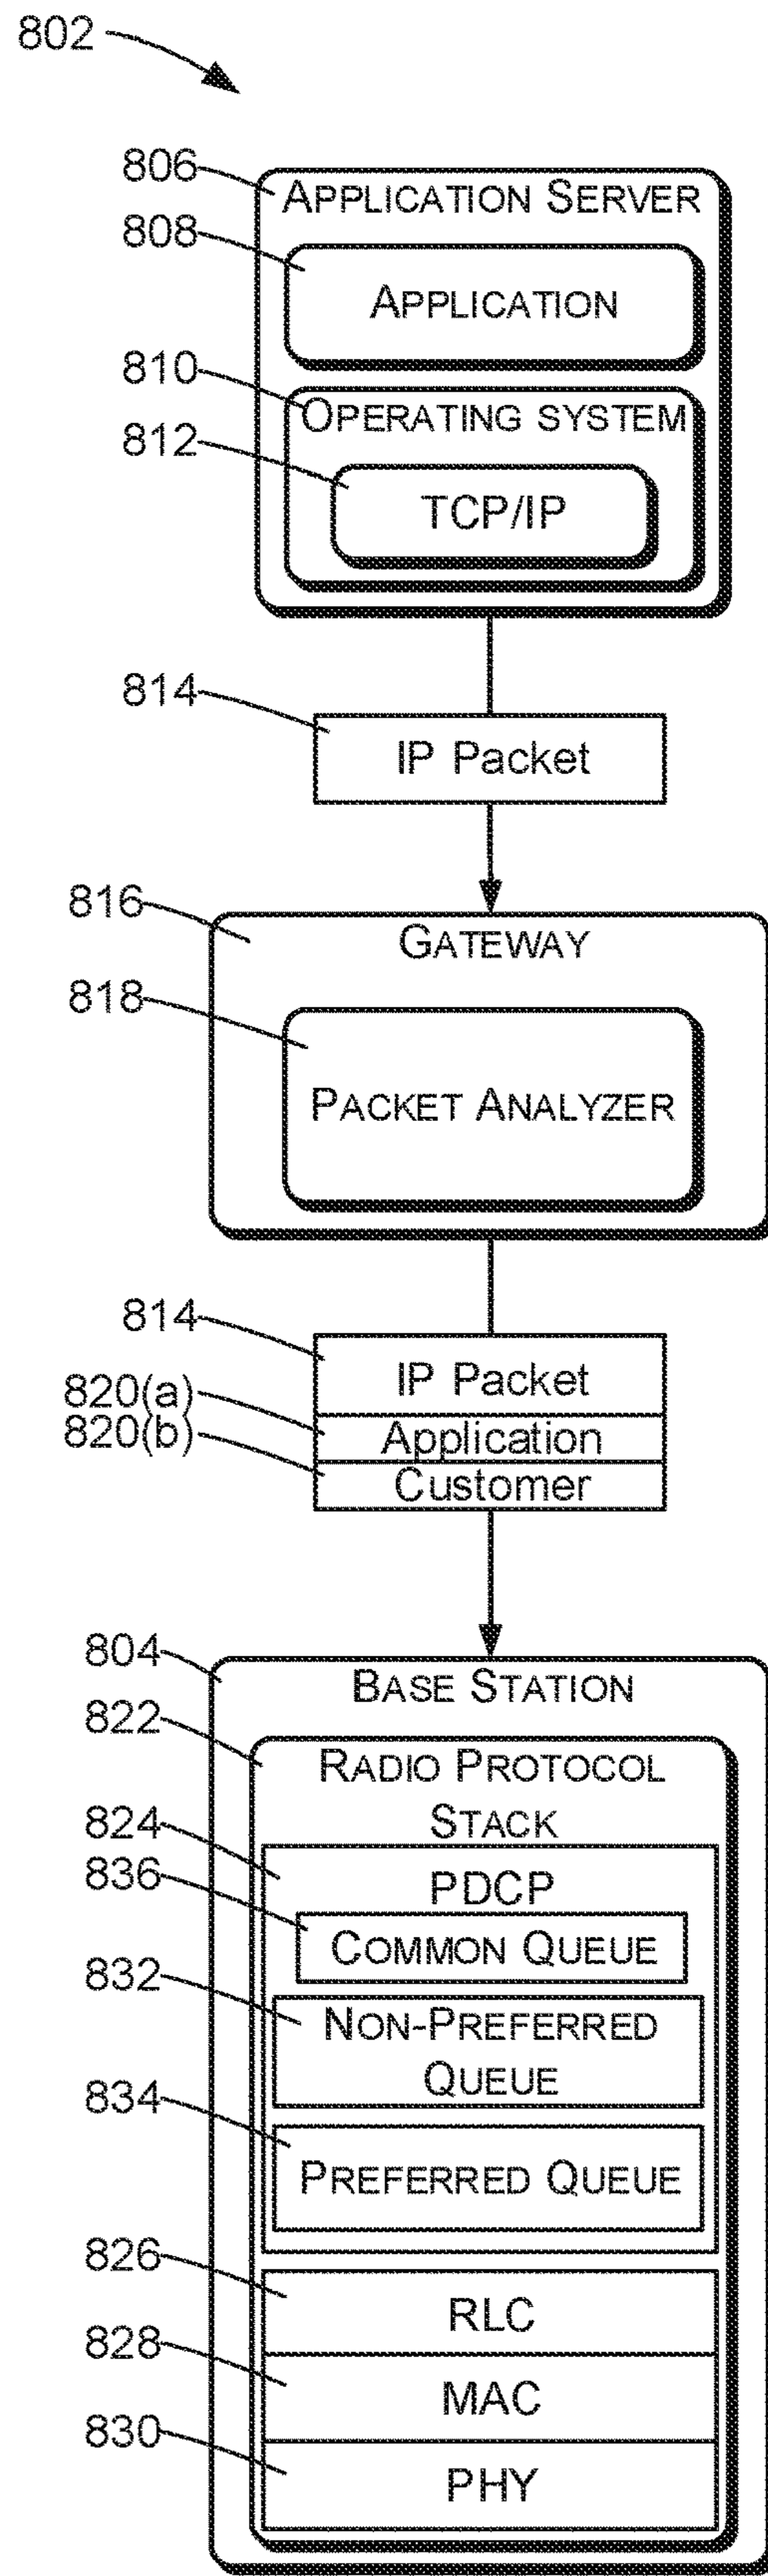 802
806
APPLICATION SERVER
808
APPLICATION
810
OPERATING SYSTEM
812
TCP/IP
814
IP Packet
816
GATEWAY
818
PACKET ANALYZER
814
IP Packet
820(a)
Application
820(b)
Customer
804
BASE STATION
822
RADIO PROTOCOL
STACK
824
PDCP
836
COMMON QUEUE
832
NON-PREFERRED
QUEUE
834
PREFERRED QUEUE
826
RLC
828
MAC
830
PHY